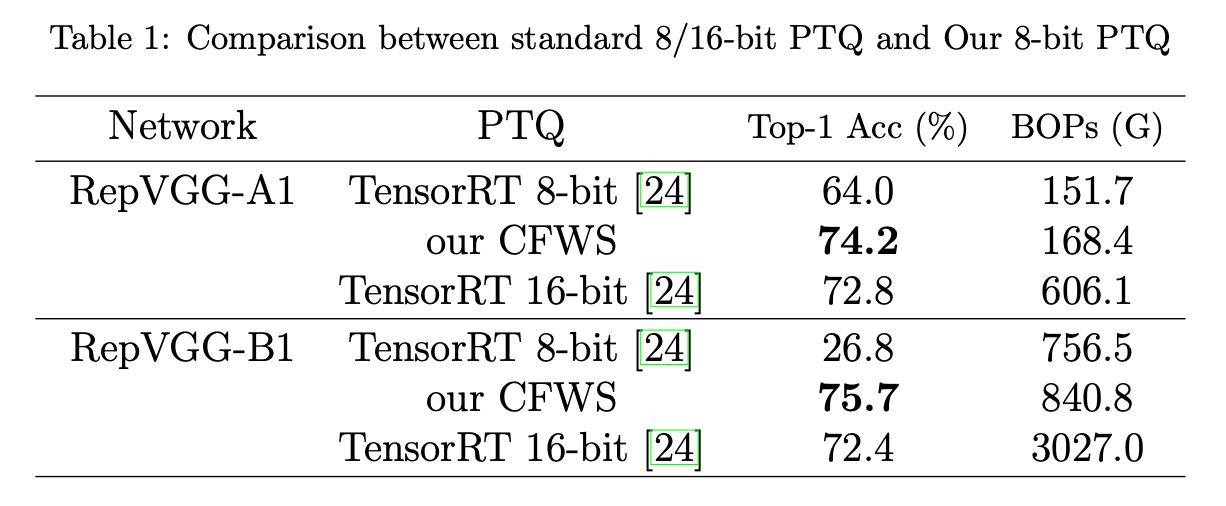 Table 1: Comparison between standard 8/16-bit PTQ and Our 8-bit PTQ
Network PTQ Top-1 Acc (%) BOPs (G)
RepVGG-A1 TensorRT 8-bit [24] 64.0 151.7
our CFWS 74.2 168.4
TensorRT 16-bit [24] 72.8 606.1
RepVGG-B1 TensorRT 8-bit [24] 26.8 756.5
our CFWS 75.7 840.8
TensorRT 16-bit [24] 72.4 3027.0